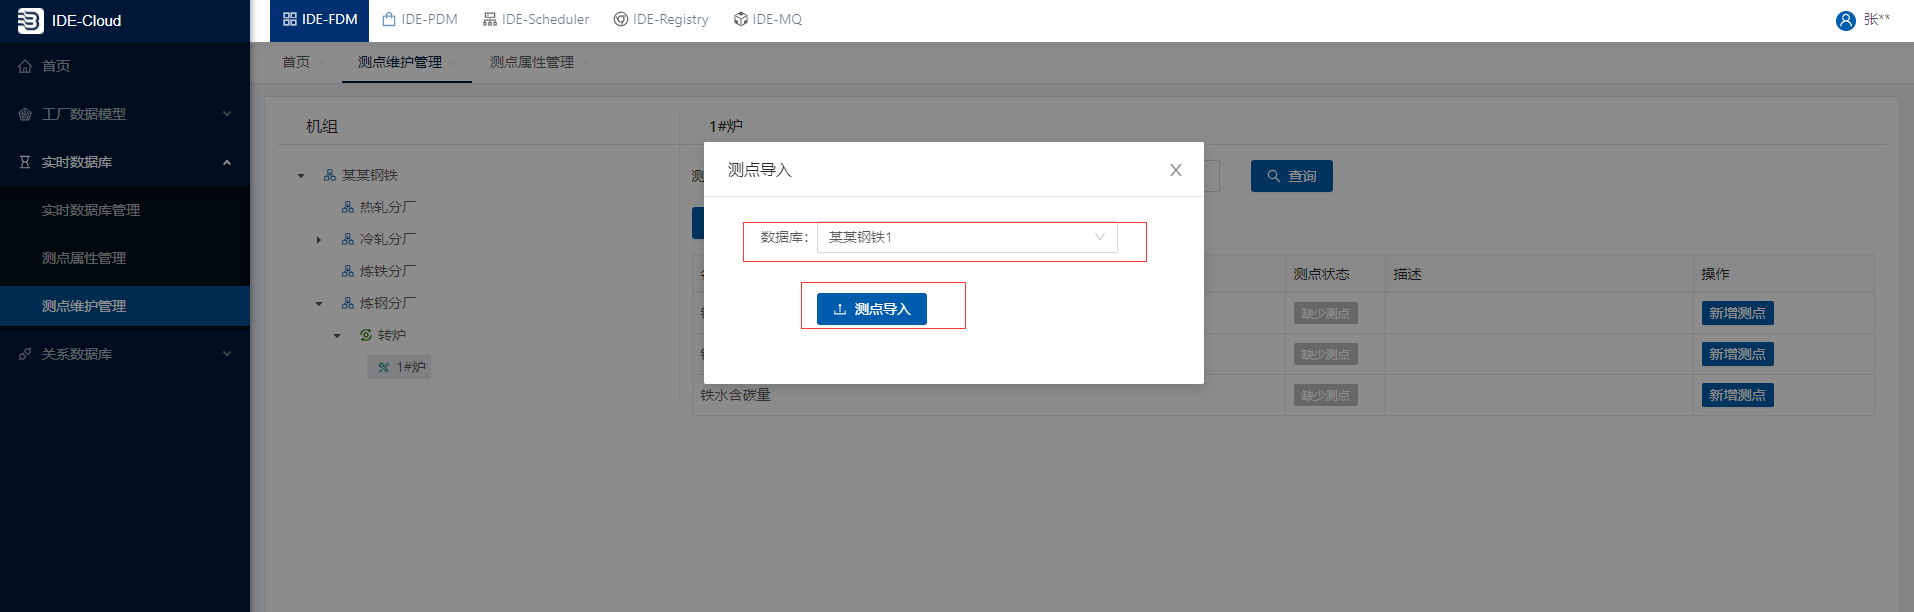 IDE-Cloud
IDE-FDM IDE-PDM IDE-Scheduler IDE-Registry IDE-MQ
张**
首页
工厂数据模型
实时数据库
实时数据库管理
测点属性管理
测点维护管理
关系数据库
首页 测点维护管理 测点属性管理
机组
某某钢铁
热轧分厂
冷轧分厂
炼铁分厂
炼钢分厂
转炉
1#炉
1#炉
测 查询
测点导入
数据库： 某某钢铁1
测点导入
测点状态 描述 操作
缺少测点 新增测点
缺少测点 新增测点
铁水含碳量 缺少测点 新增测点